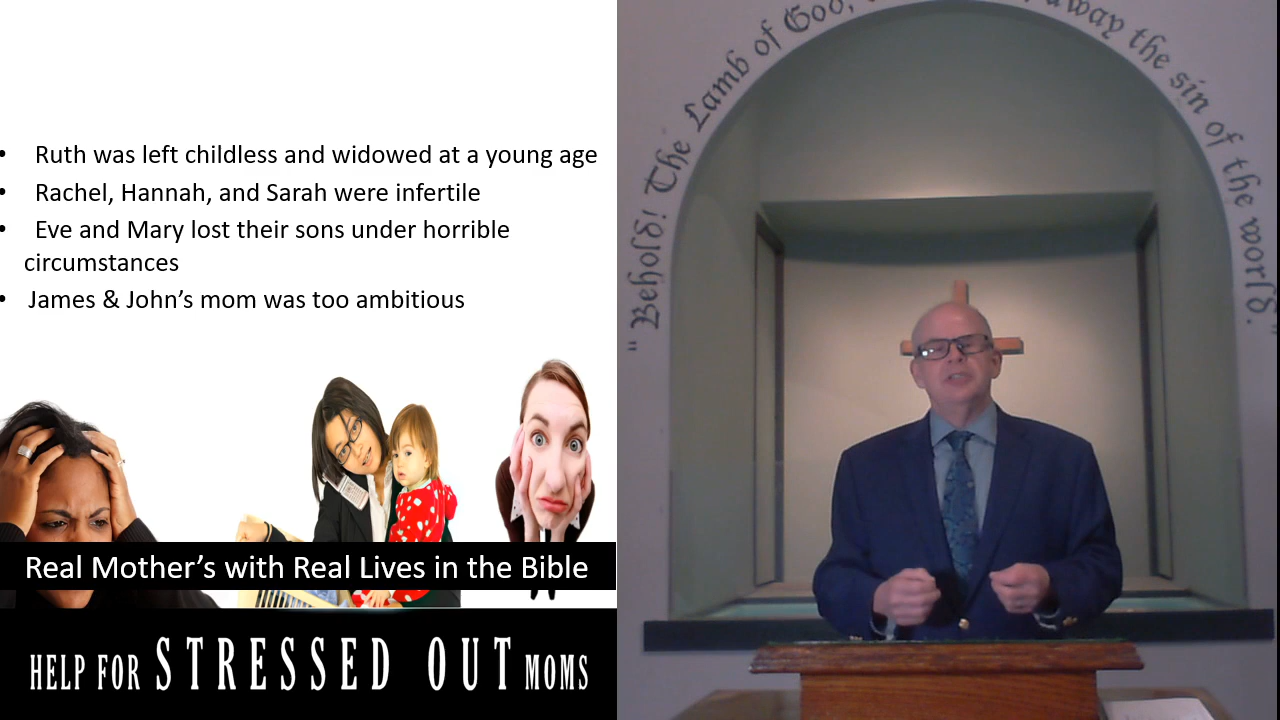 • Ruth was left childless and widowed at a young age
• Rachel, Hannah, and Sarah were infertile
• Eve and Mary lost their sons under horrible
circumstances
• James & John’s mom was too ambitious
Real Mother’s with Real Lives in the Bible
HELP FOR STRESSED OUT MOMS
"Behold! The Lamb of God, away the sin of the world."